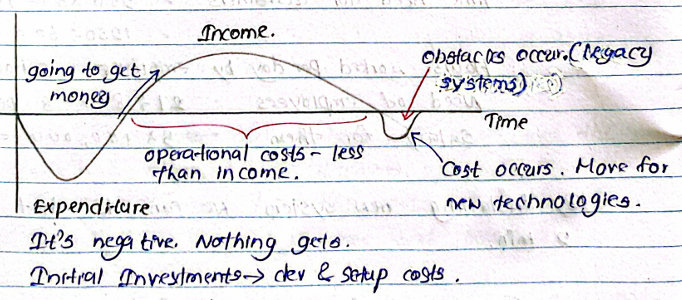 Income.
going to get
money
obstacles occur. (legacy
systems)
Time
operational costs - less
than income.
Cost occurs. Move for
new technologies.
Expenditure
It's negative. Nothing gets.
Initial Investments → dev & setup costs.